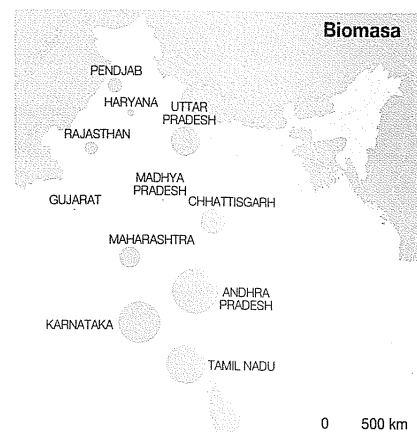 Biomasa
PENDJAB
HARYANA
UTTAR
PRADESH
RAJASTHAN
MADHYA
PRADESH
GUJARAT
CHHATTISGARH
MAHARASHTRA
ANDHRA
PRADESH
KARNATAKA
TAMIL NADU
0 500 km